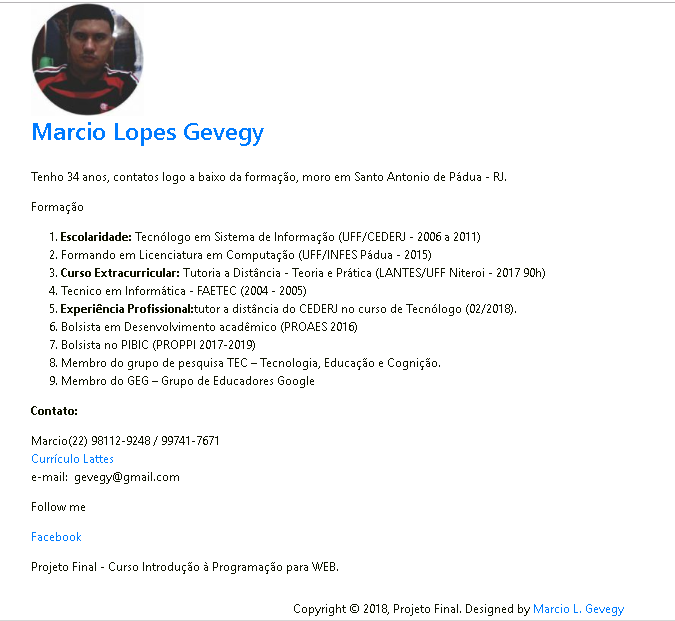 Marcio Lopes Gevegy
Tenho 34 anos, contatos logo a baixo da formação, moro em Santo Antonio de Pádua - RJ.
Formação
1. Escolaridade: Tecnólogo em Sistema de Informação (UFF/CEDERJ - 2006 a 2011)
2. Formando em Licenciatura em Computação (UFF/INFES Pádua - 2015)
3. Curso Extracurricular: Tutoria a Distância - Teoria e Prática (LANTES/UFF Niteroi - 2017 90h)
4. Tecnico em Informática - FAETEC (2004 - 2005)
5. Experiência Profissional:tutor a distância do CEDERJ no curso de Tecnólogo (02/2018).
6. Bolsista em Desenvolvimento acadêmico (PROAES 2016)
7. Bolsista no PIBIC (PROPPI 2017-2019)
8. Membro do grupo de pesquisa TEC – Tecnologia, Educação e Cognição.
9. Membro do GEG – Grupo de Educadores Google
Contato:
Marcio(22) 98112-9248 / 99741-7671
Currículo Lattes
e-mail:  gevegy@gmail.com
Follow me
Facebook
Projeto Final - Curso Introdução à Programação para WEB.
Copyright © 2018, Projeto Final. Designed by Marcio L. Gevegy